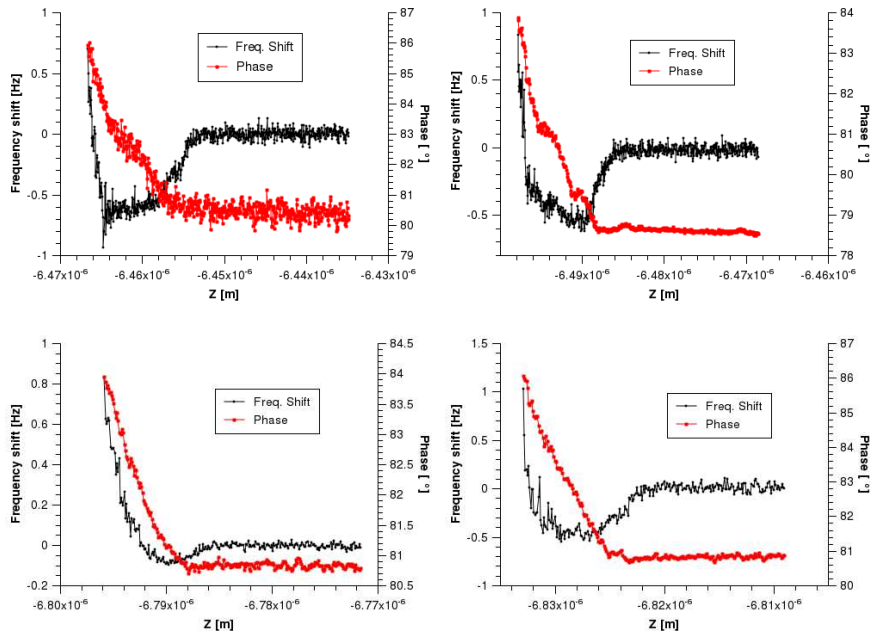 1
0.5
0
-0.5
-1
Frequency shift [Hz]
87
86
85
84
83
82
81
80
79
Phase [ °]
Freq. Shift
Phase
-6.47x10⁻⁶
-6.46x10⁻⁶
-6.45x10⁻⁶
-6.44x10⁻⁶
-6.43x10⁻⁶
Z [m]
1
0.5
0
-0.5
Frequency shift [Hz]
84
83
82
81
80
79
78
Phase [ °]
Freq. Shift
Phase
-6.49x10⁻⁶
-6.48x10⁻⁶
-6.47x10⁻⁶
-6.46x10⁻⁶
Z [m]
1
0.8
0.6
0.4
0.2
0
-0.2
Frequency shift [Hz]
84.5
84
83.5
83
82.5
82
81.5
81
80.5
Phase [ °]
Freq. Shift
Phase
-6.80x10⁻⁶
-6.79x10⁻⁶
-6.78x10⁻⁶
-6.77x10⁻⁶
Z [m]
1.5
1
0.5
0
-0.5
-1
Frequency shift [Hz]
87
86
85
84
83
82
81
80
Phase [ °]
Freq. Shift
Phase
-6.83x10⁻⁶
-6.82x10⁻⁶
-6.81x10⁻⁶
Z [m]